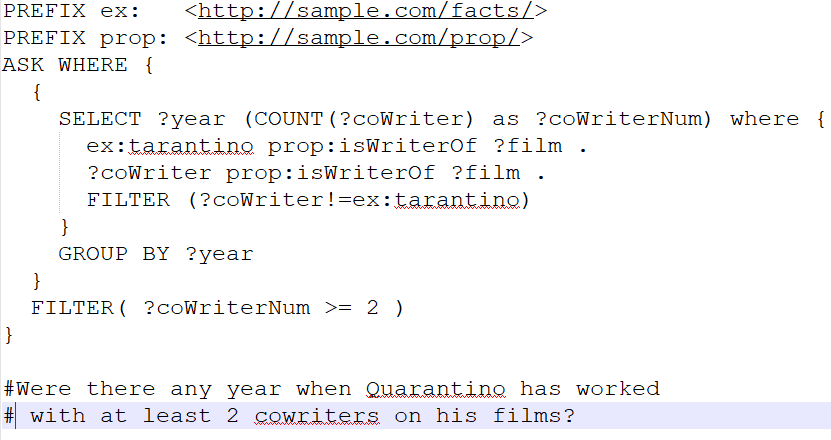 PREFIX ex:   <http://sample.com/facts/>
PREFIX prop: <http://sample.com/prop/>
ASK WHERE {
  {
    SELECT ?year (COUNT(?coWriter) as ?coWriterNum) where {
      ex:tarantino prop:isWriterOf ?film .
      ?coWriter prop:isWriterOf ?film .
      FILTER (?coWriter!=ex:tarantino)
    }
    GROUP BY ?year
  }
  FILTER( ?coWriterNum >= 2 )
}

#Were there any year when Quarantino has worked
# with at least 2 cowriters on his films?